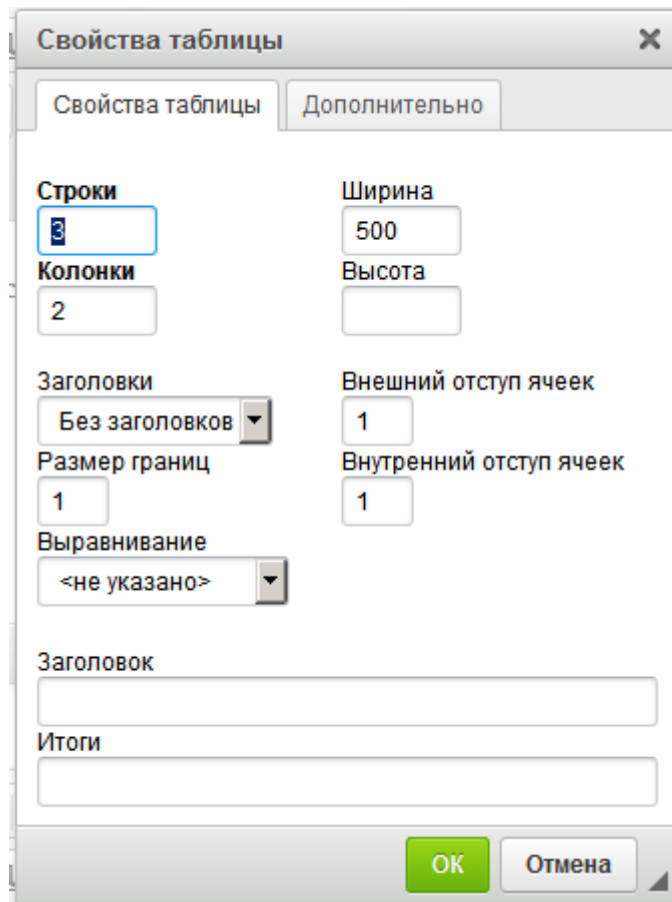 Свойства таблицы
Свойства таблицы Дополнительно
Строки Ширина
3 500
Колонки Высота
2
Заголовки Внешний отступ ячеек
Без заголовков 1
Размер границ Внутренний отступ ячеек
1 1
Выравнивание
<не указано>
Заголовок
Итоги
ОК Отмена